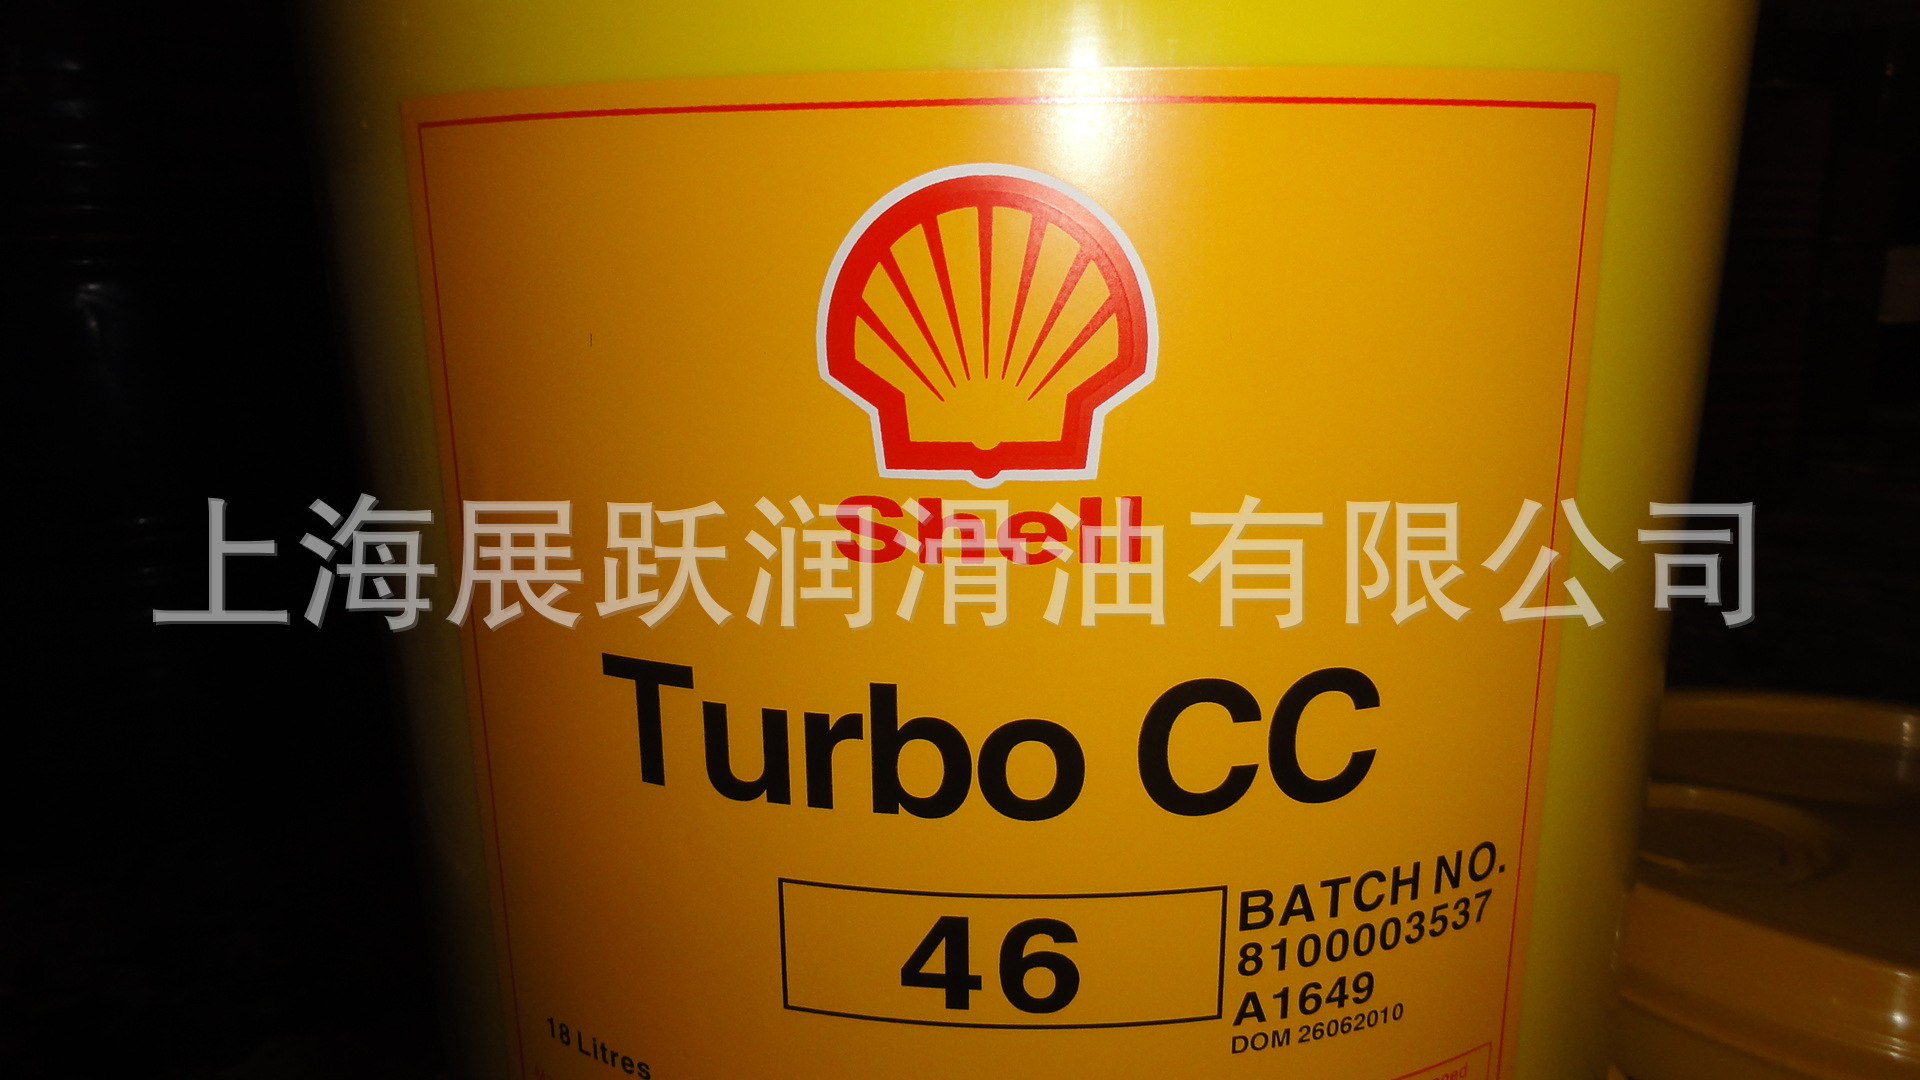 Shell
上海展跃润滑油有限公司
Turbo CC
46
BATCH NO.
8100003537
A1649
DOM 26062010
18 Litres